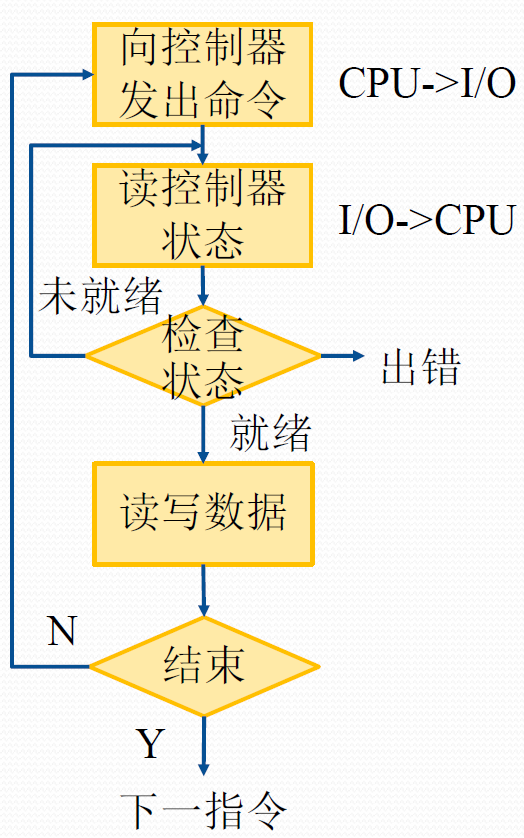 向控制器
发出命令
CPU->I/O
读控制器
状态
I/O->CPU
未就绪
检查
状态
出错
就绪
读写数据
N
结束
Y
下一指令